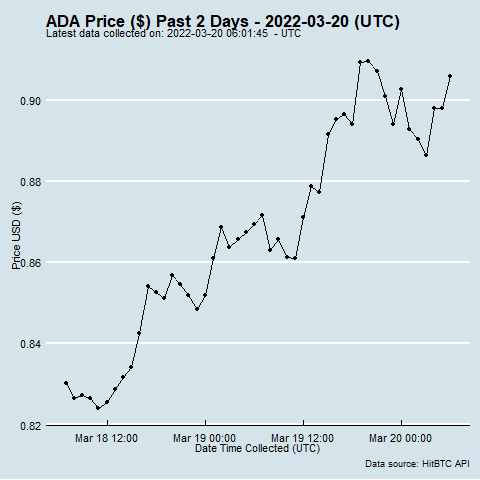 ADA Price ($) Past 2 Days - 2022-03-20 (UTC)
Latest data collected on: 2022-03-20 06:01:45 - UTC
0.90
0.88
0.86
0.84
0.82
Price USD ($)
Mar 18 12:00
Mar 19 00:00
Mar 19 12:00
Mar 20 00:00
Date Time Collected (UTC)
Data source: HitBTC API